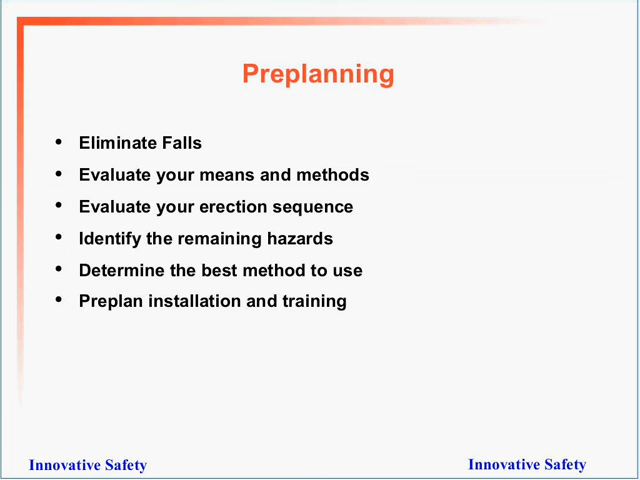 Preplanning
• Eliminate Falls
• Evaluate your means and methods
• Evaluate your erection sequence
• Identify the remaining hazards
• Determine the best method to use
• Preplan installation and training
Innovative Safety
Innovative Safety